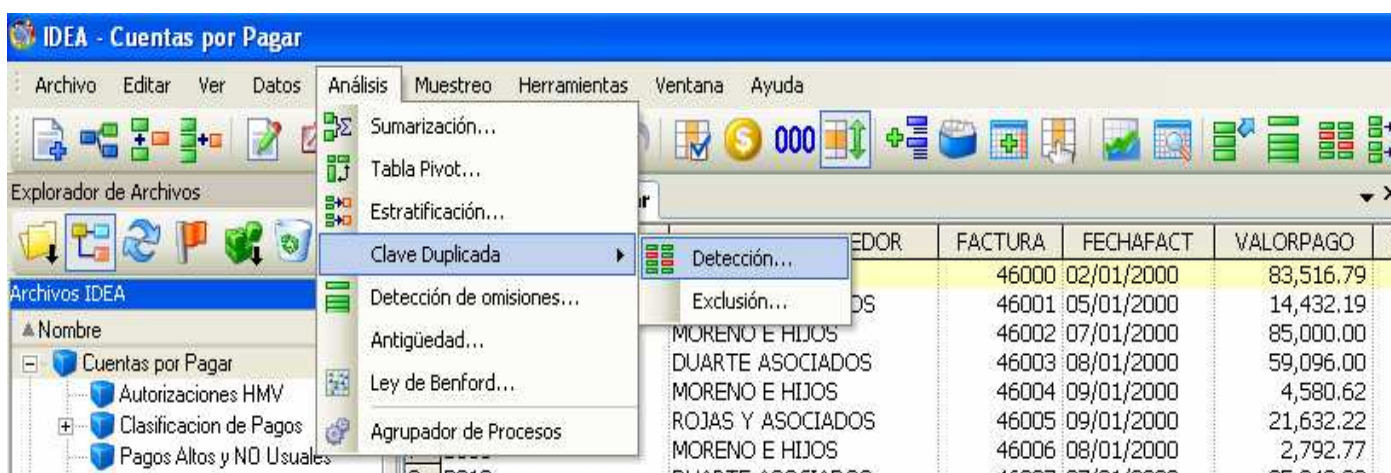 IDEA - Cuentas por Pagar
Archivo Editar Ver Datos Análisis Muestreo Herramientas Ventana Ayuda
Sumarización...
000
Tabla Pivot...
Explorador de Archivos
Estratificación...
Clave Duplicada
Detección...
Exclusión...
Detección de omisiones...
Antigüedad...
Ley de Benford...
Agrupador de Procesos
Archivos IDEA
Nombre
Cuentas por Pagar
Autorizaciones HMV
Clasificacion de Pagos
Pagos Altos y NO Usuales
EDOR FACTURA FECHAFACT VALORPAGO
46000 02/01/2000 83,516.79
OS 46001 05/01/2000 14,432.19
MORENO E HIJOS 46002 07/01/2000 85,000.00
DUARTE ASOCIADOS 46003 08/01/2000 59,096.00
MORENO E HIJOS 46004 09/01/2000 4,580.62
ROJAS Y ASOCIADOS 46005 09/01/2000 21,632.22
MORENO E HIJOS 46006 08/01/2000 2,792.77